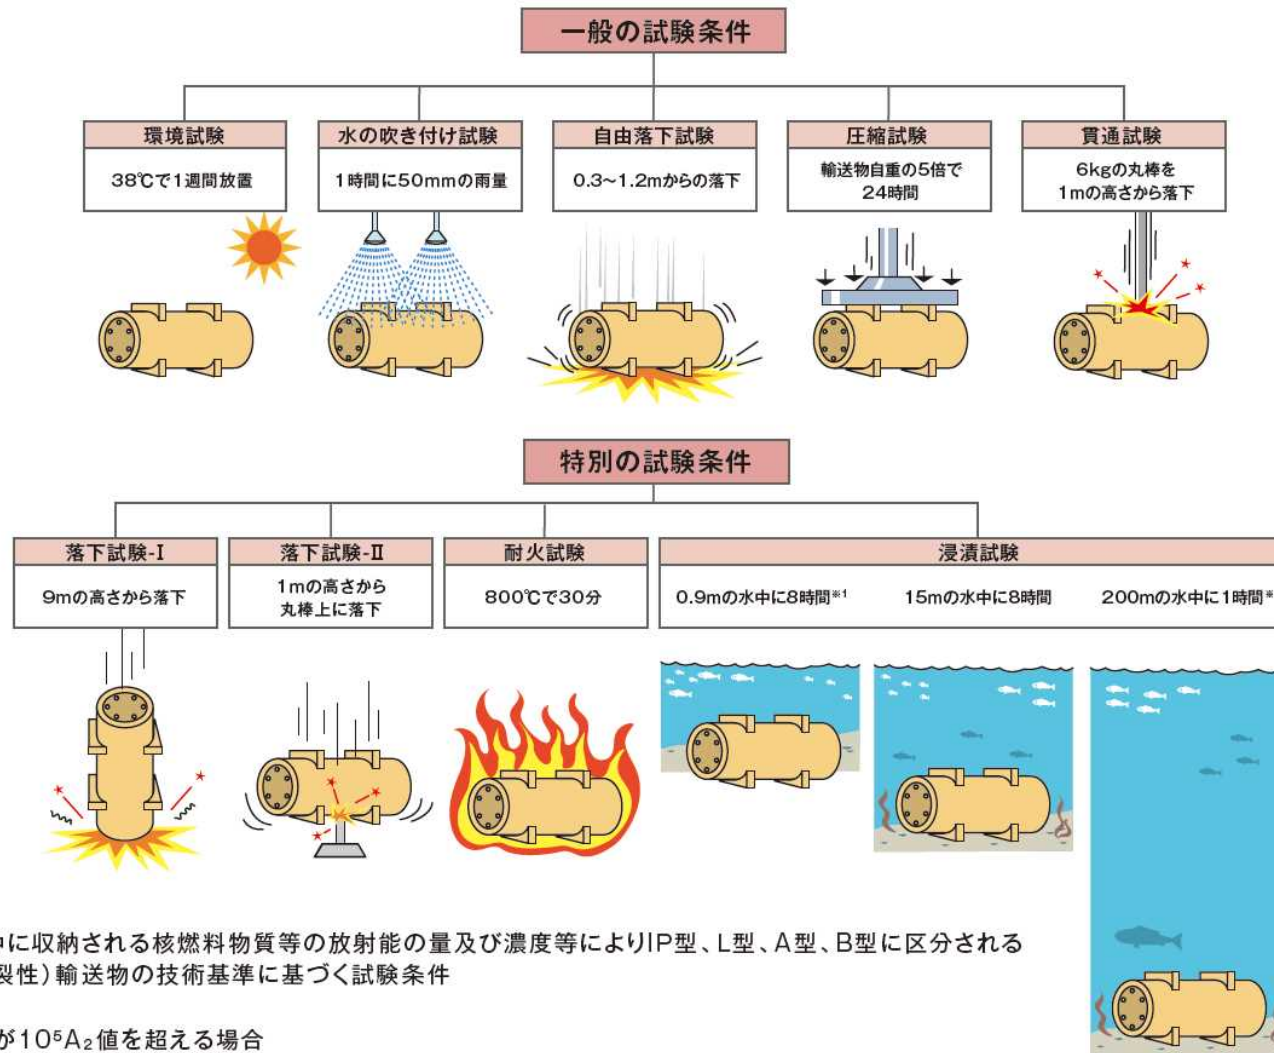 一般の試験条件
環境試験
38℃で1週間放置
水の吹き付け試験
1時間に50mmの雨量
自由落下試験
0.3~1.2mからの落下
圧縮試験
輸送物自重の5倍で
24時間
貫通試験
6kgの丸棒を
1mの高さから落下
特別の試験条件
落下試験-I
9mの高さから落下
落下試験-II
1mの高さから
丸棒上に落下
耐火試験
800℃で30分
浸漬試験
0.9mの水中に8時間※1
15mの水中に8時間
200mの水中に1時間※
に収納される核燃料物質等の放射能の量及び濃度等によりIP型、L型、A型、B型に区分される
裂性)輸送物の技術基準に基づく試験条件
が10⁵A₂値を超える場合